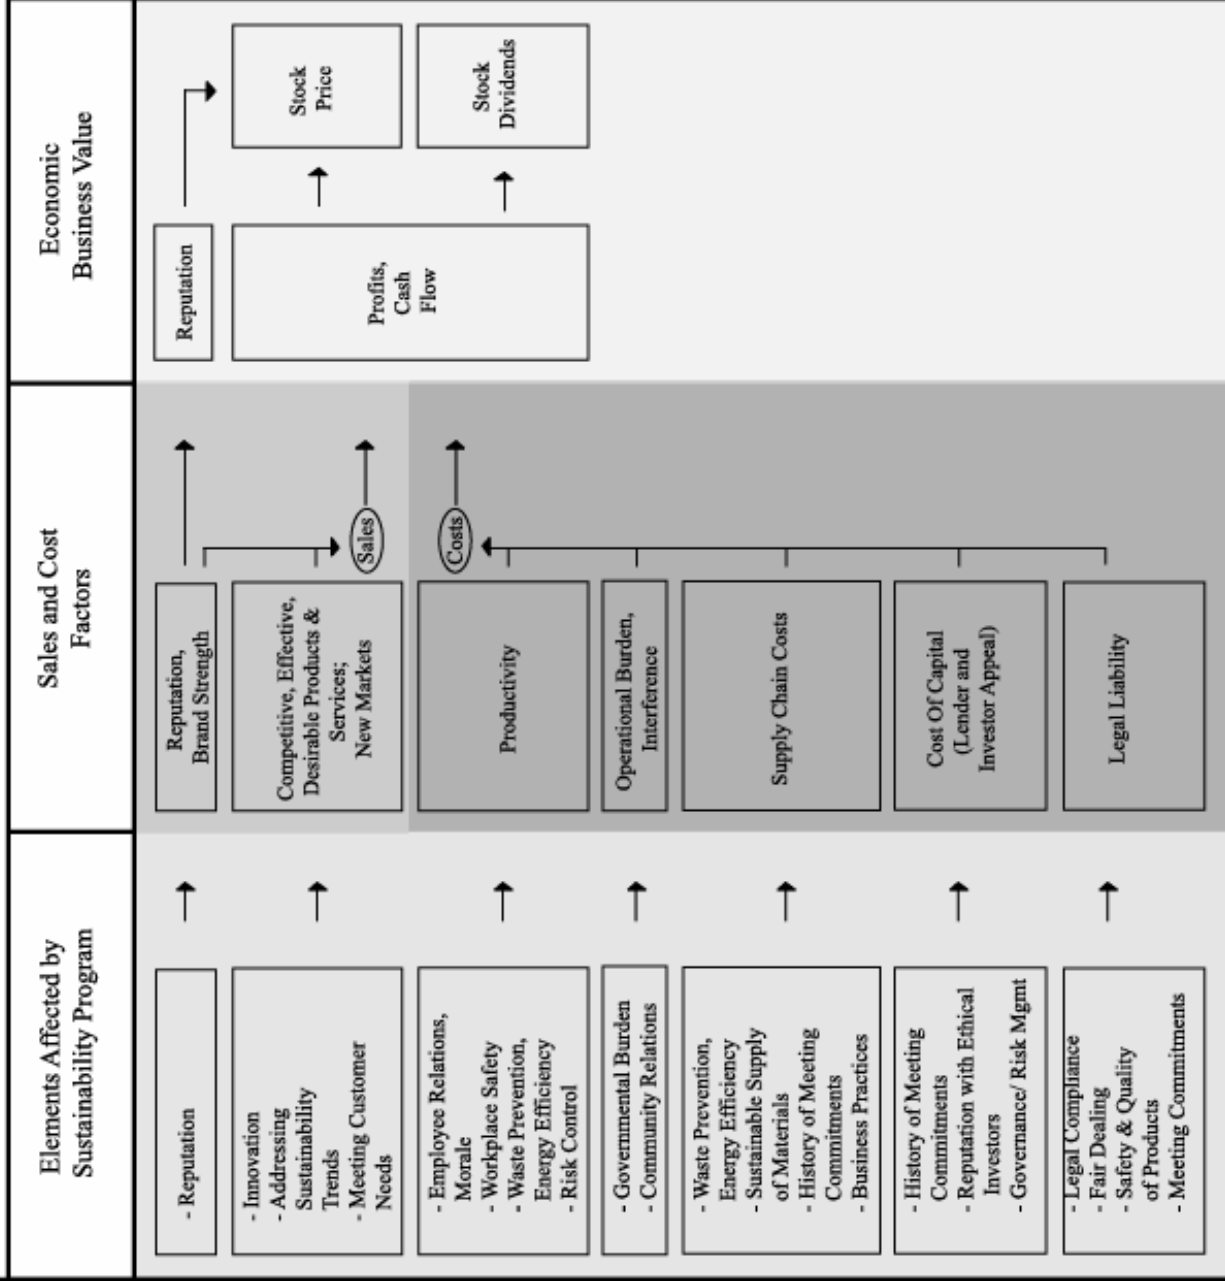 Elements Affected by
Sustainability Program
Sales and Cost
Factors
Economic
Business Value
- Reputation
Reputation,
Brand Strength
Reputation
- Innovation
- Addressing
Sustainability
Trends
- Meeting Customer
Needs
Competitive, Effective,
Desirable Products &
Services;
New Markets
Sales
Profits,
Cash
Flow
Stock
Price
Stock
Dividends
- Employee Relations,
Morale
- Workplace Safety
- Waste Prevention,
Energy Efficiency
- Risk Control
Productivity
Costs
- Governmental Burden
- Community Relations
Operational Burden,
Interference
- Waste Prevention,
Energy Efficiency
- Sustainable Supply
of Materials
- History of Meeting
Commitments
- Business Practices
Supply Chain Costs
- History of Meeting
Commitments
- Reputation with Ethical
Investors
- Governance/ Risk Mgmt
Cost Of Capital
(Lender and
Investor Appeal)
- Legal Compliance
- Fair Dealing
- Safety & Quality
of Products
- Meeting Commitments
Legal Liability